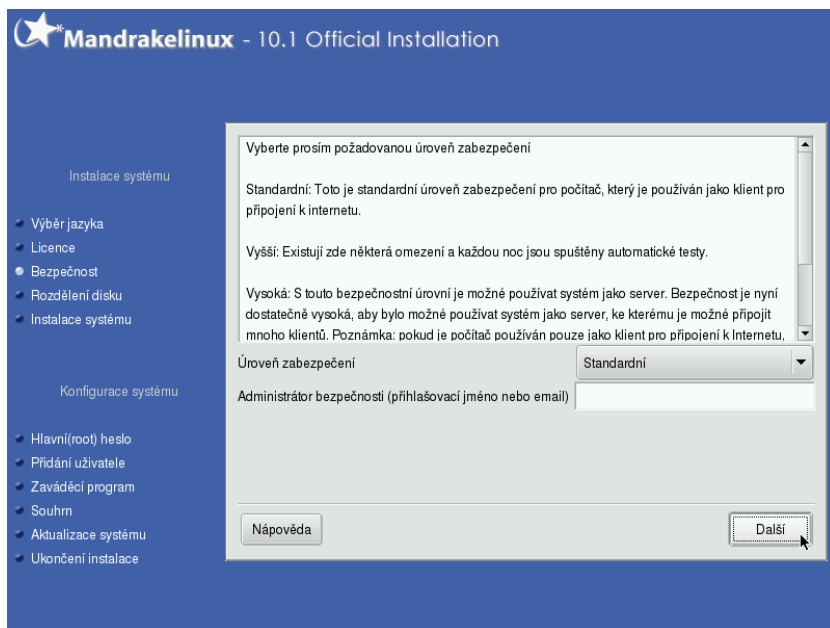 Mandrakelinux - 10.1 Official Installation
Instalace systému
Výběr jazyka
Licence
Bezpečnost
Rozdělení disku
Instalace systému
Konfigurace systému
Hlavní(root) heslo
Přidání uživatele
Zaváděcí program
Souhrn
Aktualizace systému
Ukončení instalace
Vyberte prosím požadovanou úroveň zabezpečení
Standardní: Toto je standardní úroveň zabezpečení pro počítač, který je používán jako klient pro
připojení k internetu.
Vyšší: Existují zde některá omezení a každou noc jsou spuštěny automatické testy.
Vysoká: S touto bezpečnostní úrovní je možné používat systém jako server. Bezpečnost je nyní
dostatečně vysoká, aby bylo možné používat systém jako server, ke kterému je možné připojit
mnoho klientů. Poznámka: pokud je počítač používán pouze jako klient pro připojení k Internetu,
Úroveň zabezpečení
Standardní
Administrátor bezpečnosti (přihlašovací jméno nebo email)
Nápověda
Další